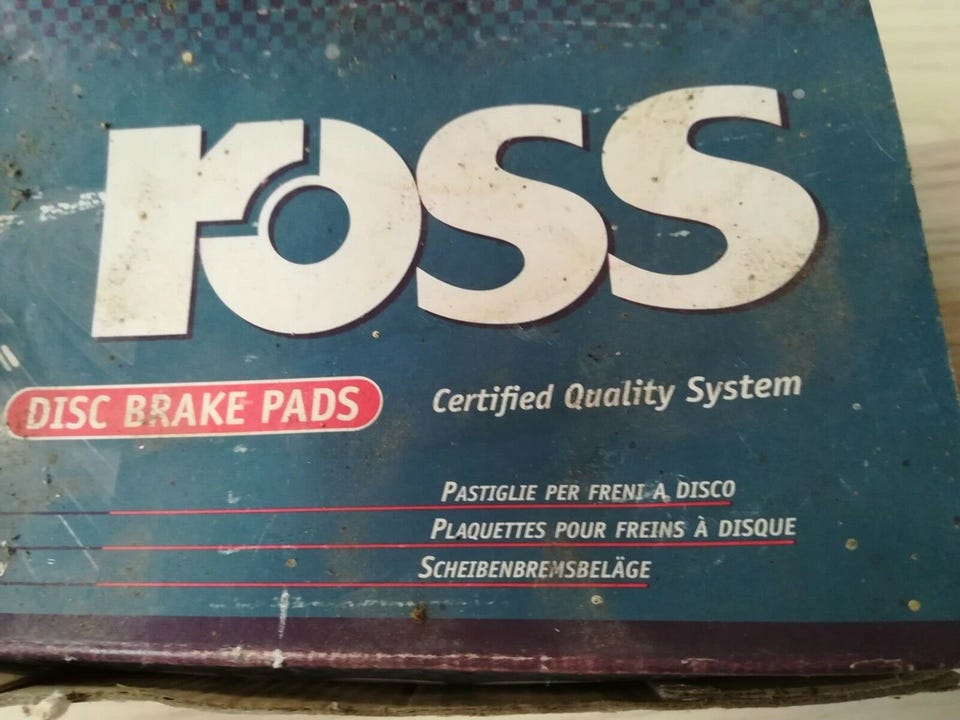 ross
DISC BRAKE PADS
Certified Quality System
PASTIGLIE PER FRENI A DISCO
PLAQUETTES POUR FREINS À DISQUE
SCHEIBENBREMSBELÄGE